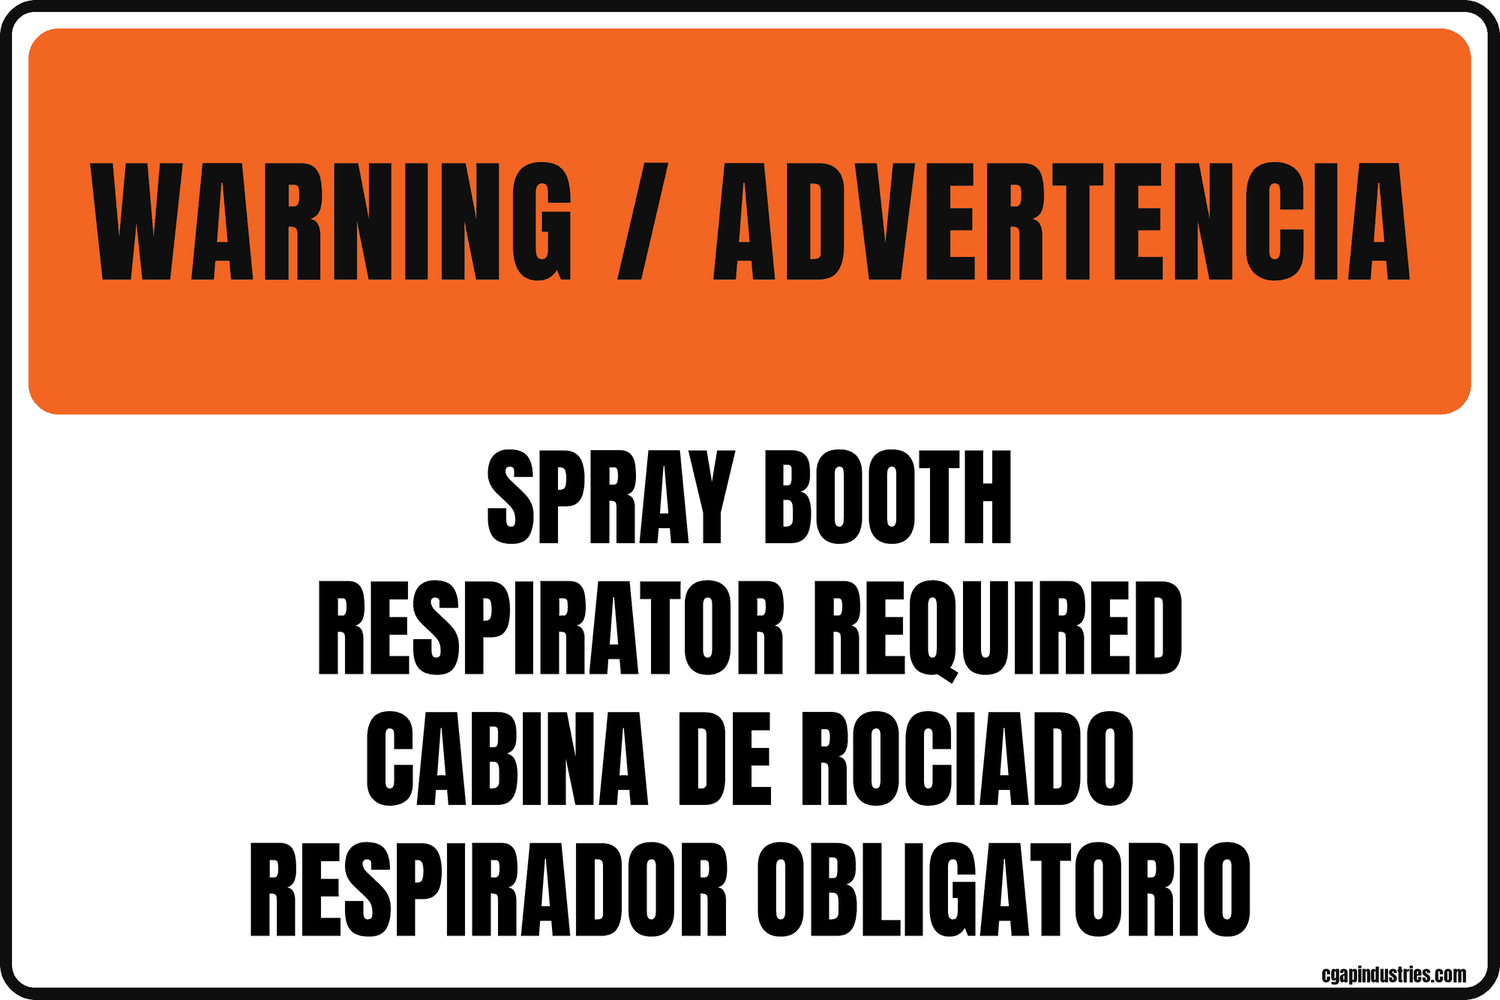 WARNING / ADVERTENCIA
SPRAY BOOTH
RESPIRATOR REQUIRED
CABINA DE ROCIADO
RESPIRADOR OBLIGATORIO
cgapindustries.com